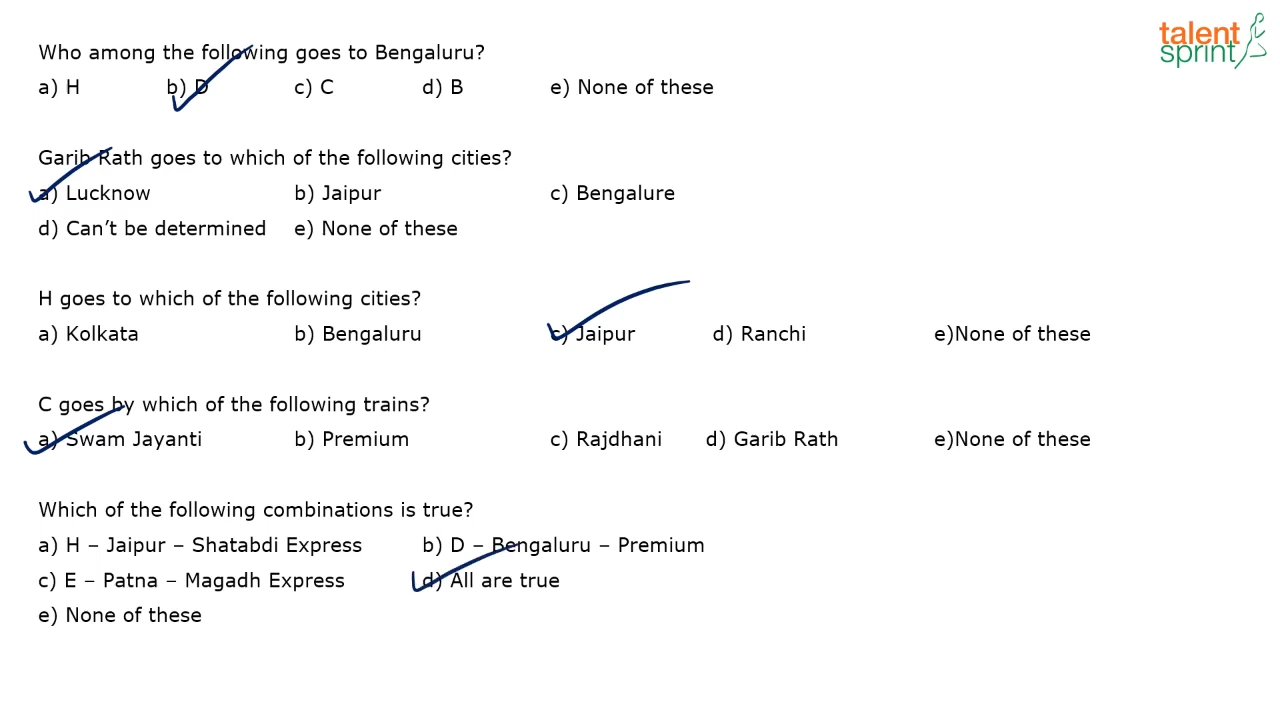 talent
sprint
Who among the following goes to Bengaluru?
a) H b) D c) C d) B e) None of these
Garib Rath goes to which of the following cities?
a) Lucknow b) Jaipur c) Bengalure
d) Can’t be determined e) None of these
H goes to which of the following cities?
a) Kolkata b) Bengaluru c) Jaipur d) Ranchi e)None of these
C goes by which of the following trains?
a) Swam Jayanti b) Premium c) Rajdhani d) Garib Rath e)None of these
Which of the following combinations is true?
a) H – Jaipur – Shatabdi Express b) D – Bengaluru – Premium
c) E – Patna – Magadh Express d) All are true
e) None of these